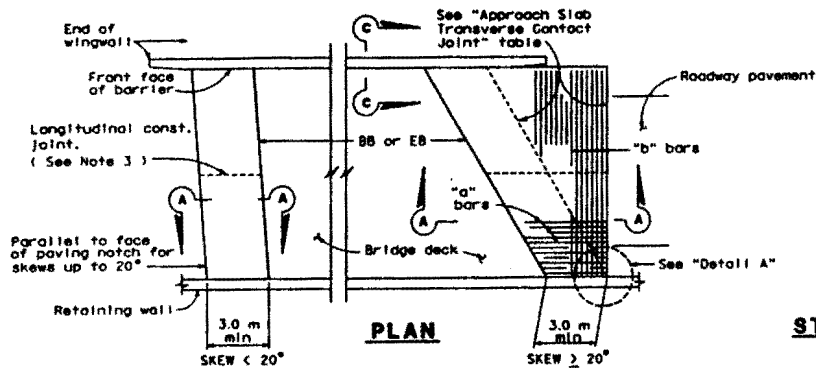 End of
wingwall
Front face
of barrier
Longitudinal const.
joint.
( See Note 3 )
A
A
Parallel to face
of paving notch for
skews up to 20°
Retaining wall
3.0 m
min
SKEW < 20°
C
C
BB or EB
Bridge deck
PLAN
See "Approach Slab
Transverse Contact
Joint" table
Roadway pavement
"b" bars
"a"
bars
A
A
See "Detail A"
3.0 m
min
SKEW ≥ 20°
ST